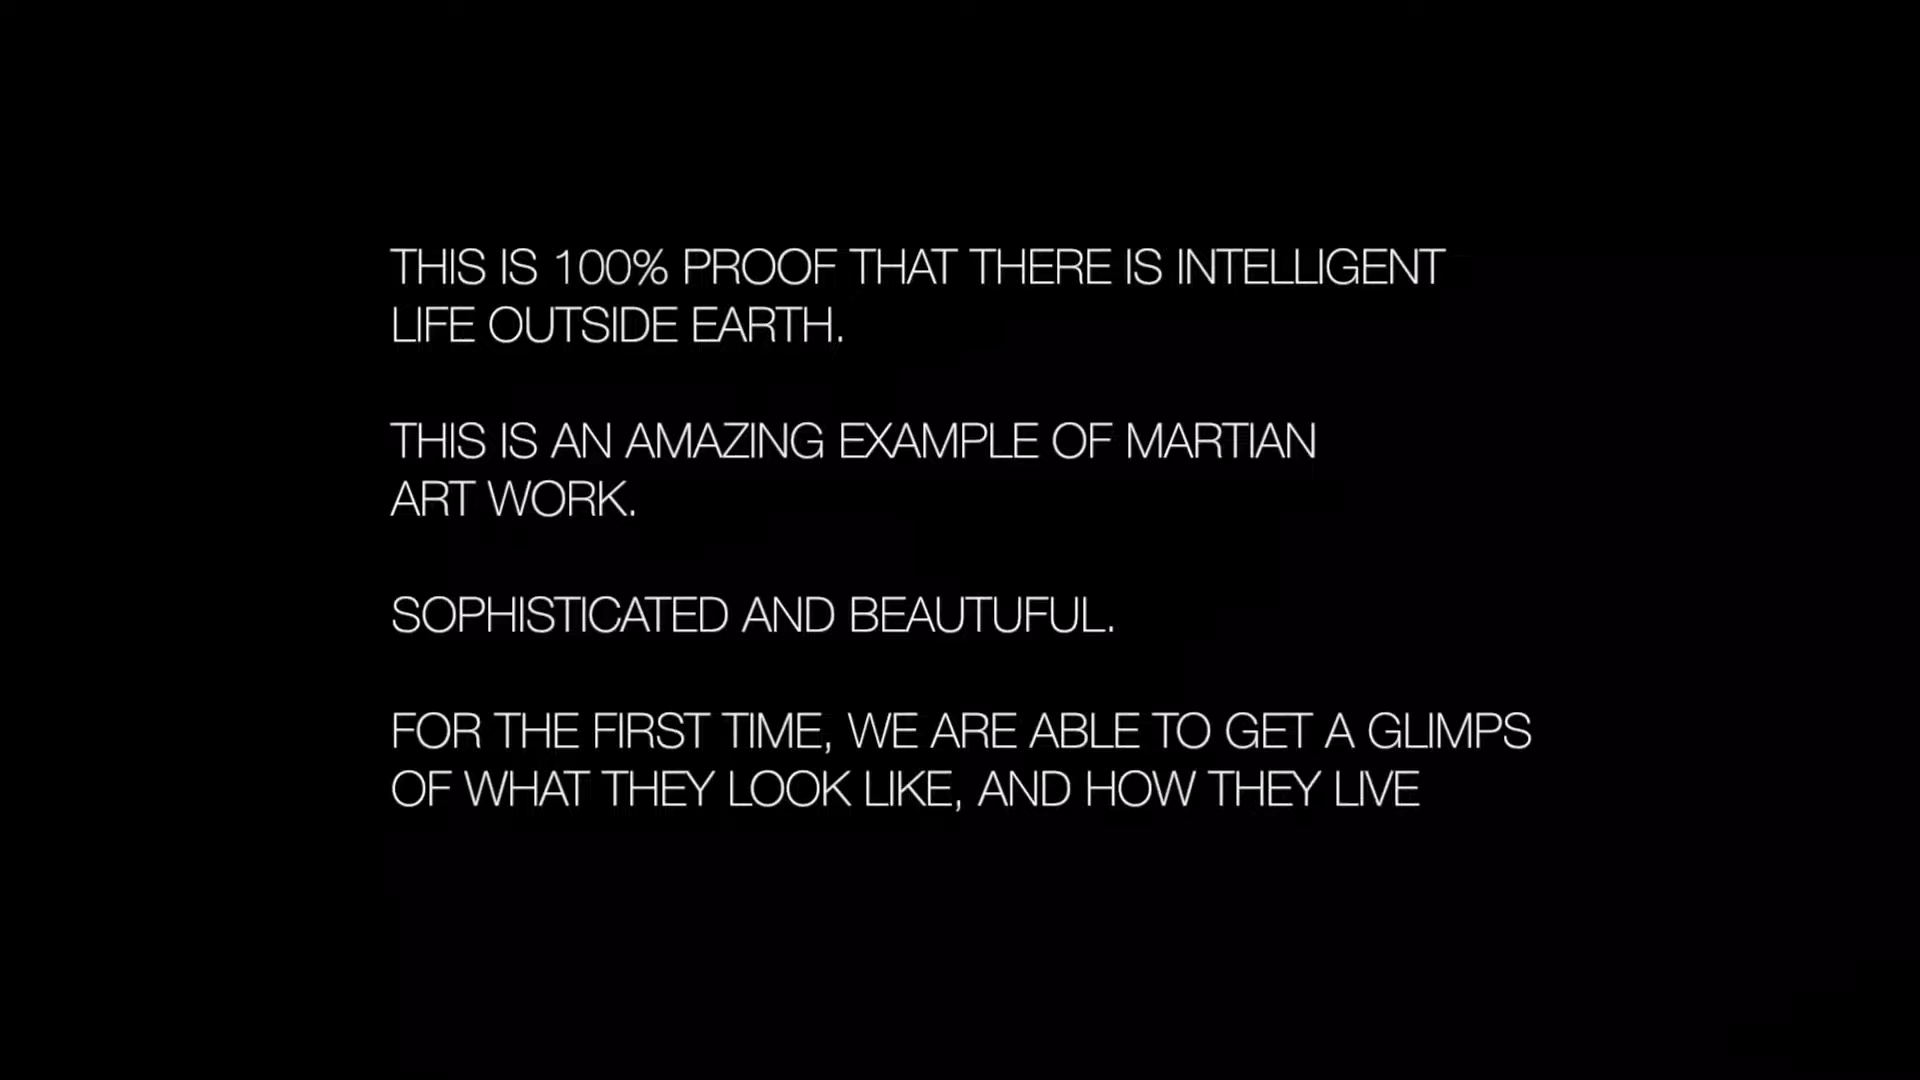 THIS IS 100% PROOF THAT THERE IS INTELLIGENT
LIFE OUTSIDE EARTH.
THIS IS AN AMAZING EXAMPLE OF MARTIAN
ART WORK.
SOPHISTICATED AND BEAUTUFUL.
FOR THE FIRST TIME, WE ARE ABLE TO GET A GLIMPS
OF WHAT THEY LOOK LIKE, AND HOW THEY LIVE